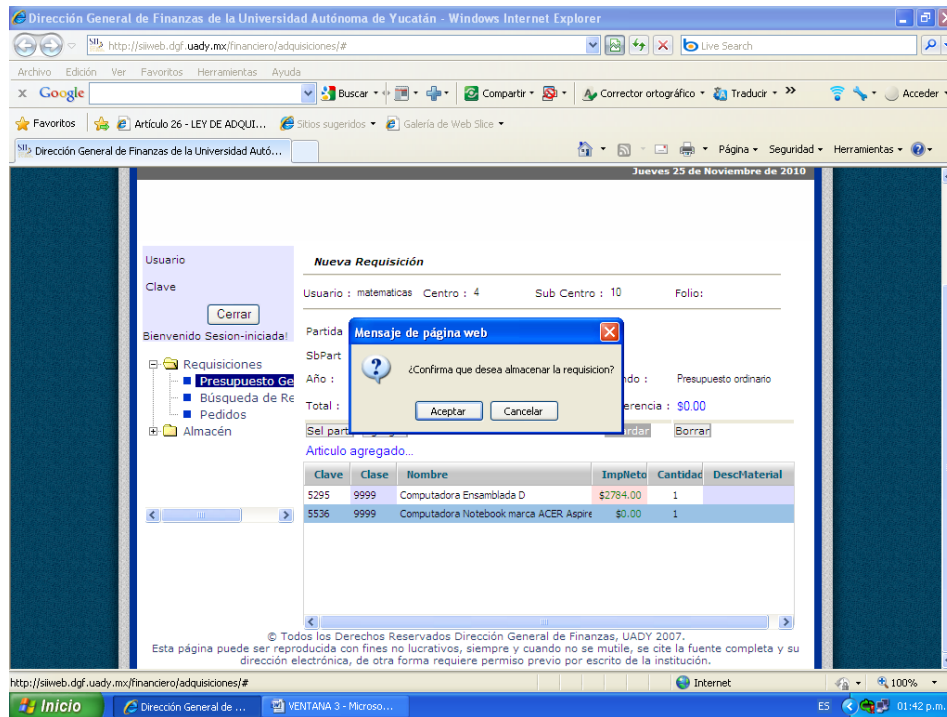 Dirección General de Finanzas de la Universidad Autónoma de Yucatán - Windows Internet Explorer
http://siiweb.dgf.uady.mx/financiero/adquisiciones/#
Live Search
Archivo Edición Ver Favoritos Herramientas Ayuda
x Google Buscar Compartir Corrector ortográfico Traducir Acceder
Favoritos Artículo 26 - LEY DE ADQUI... Sitios sugeridos Galería de Web Slice
Dirección General de Finanzas de la Universidad Autó... Página Seguridad Herramientas
Jueves 25 de Noviembre de 2010
Usuario
Clave
Cerrar
Bienvenido Sesion-iniciada!
Requisiciones
Presupuesto Ge
Búsqueda de Re
Pedidos
Almacén
Nueva Requisición
Usuario : matematicas Centro : 4 Sub Centro : 10 Folio:
Partida
SbPart
Año : ndo : Presupuesto ordinario
Total : erencia : $0.00
Mensaje de página web
¿Confirma que desea almacenar la requisicion?
Aceptar Cancelar
Sel part rdar Borrar
Articulo agregado...
Clave Clase Nombre ImpNeto Cantidad DescMaterial
5295 9999 Computadora Ensamblada D $2784.00 1
5536 9999 Computadora Notebook marca ACER Aspire $0.00 1
© Todos los Derechos Reservados Dirección General de Finanzas, UADY 2007.
Esta página puede ser reproducida con fines no lucrativos, siempre y cuando no se mutile, se cite la fuente completa y su
dirección electrónica, de otra forma requiere permiso previo por escrito de la institución.
http://siiweb.dgf.uady.mx/financiero/adquisiciones/# Internet 100%
Inicio Dirección General de ... VENTANA 3 - Microso... ES 01:42 p.m.